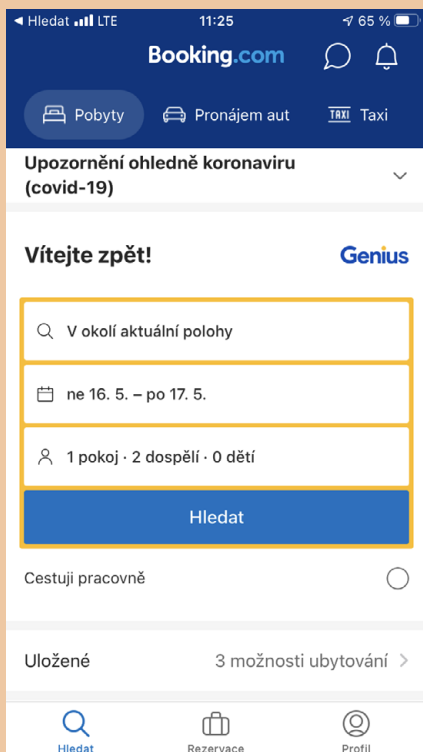 Hledat LTE 11:25 65 %
Booking.com
Pobyty Pronájem aut TAXI Taxi
Upozornění ohledně koronaviru
(covid-19)
Vítejte zpět! Genius
V okolí aktuální polohy
ne 16. 5. – po 17. 5.
1 pokoj · 2 dospělí · 0 dětí
Hledat
Cestuji pracovně
Uložené 3 možnosti ubytování
Hledat Rezervace Profil